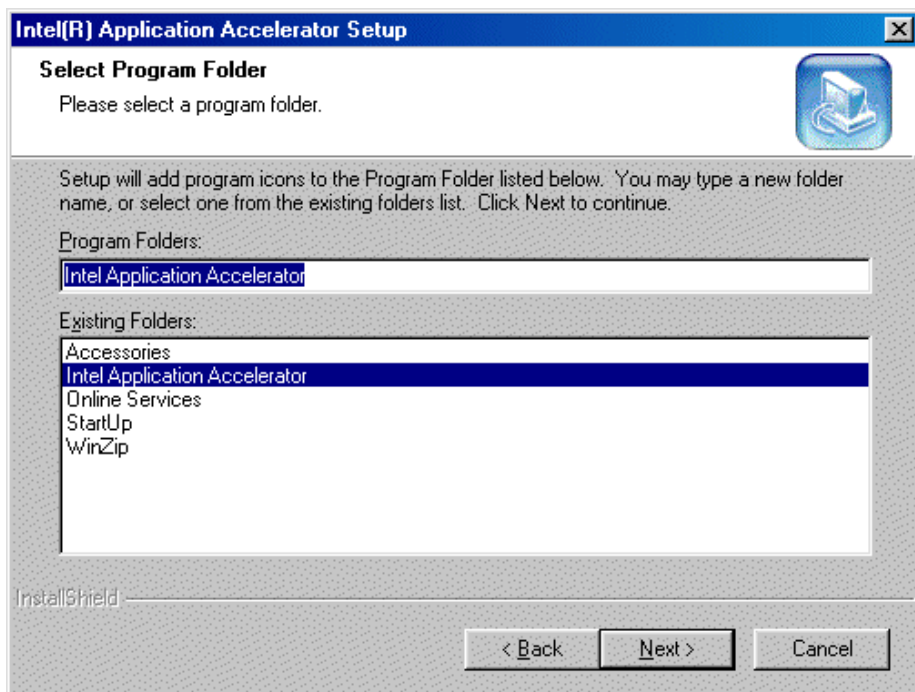 Intel(R) Application Accelerator Setup
Select Program Folder
Please select a program folder.
Setup will add program icons to the Program Folder listed below.  You may type a new folder
name, or select one from the existing folders list.  Click Next to continue.
Program Folders:
Intel Application Accelerator
Existing Folders:
Accessories
Intel Application Accelerator
Online Services
StartUp
WinZip
InstallShield
< Back
Next >
Cancel